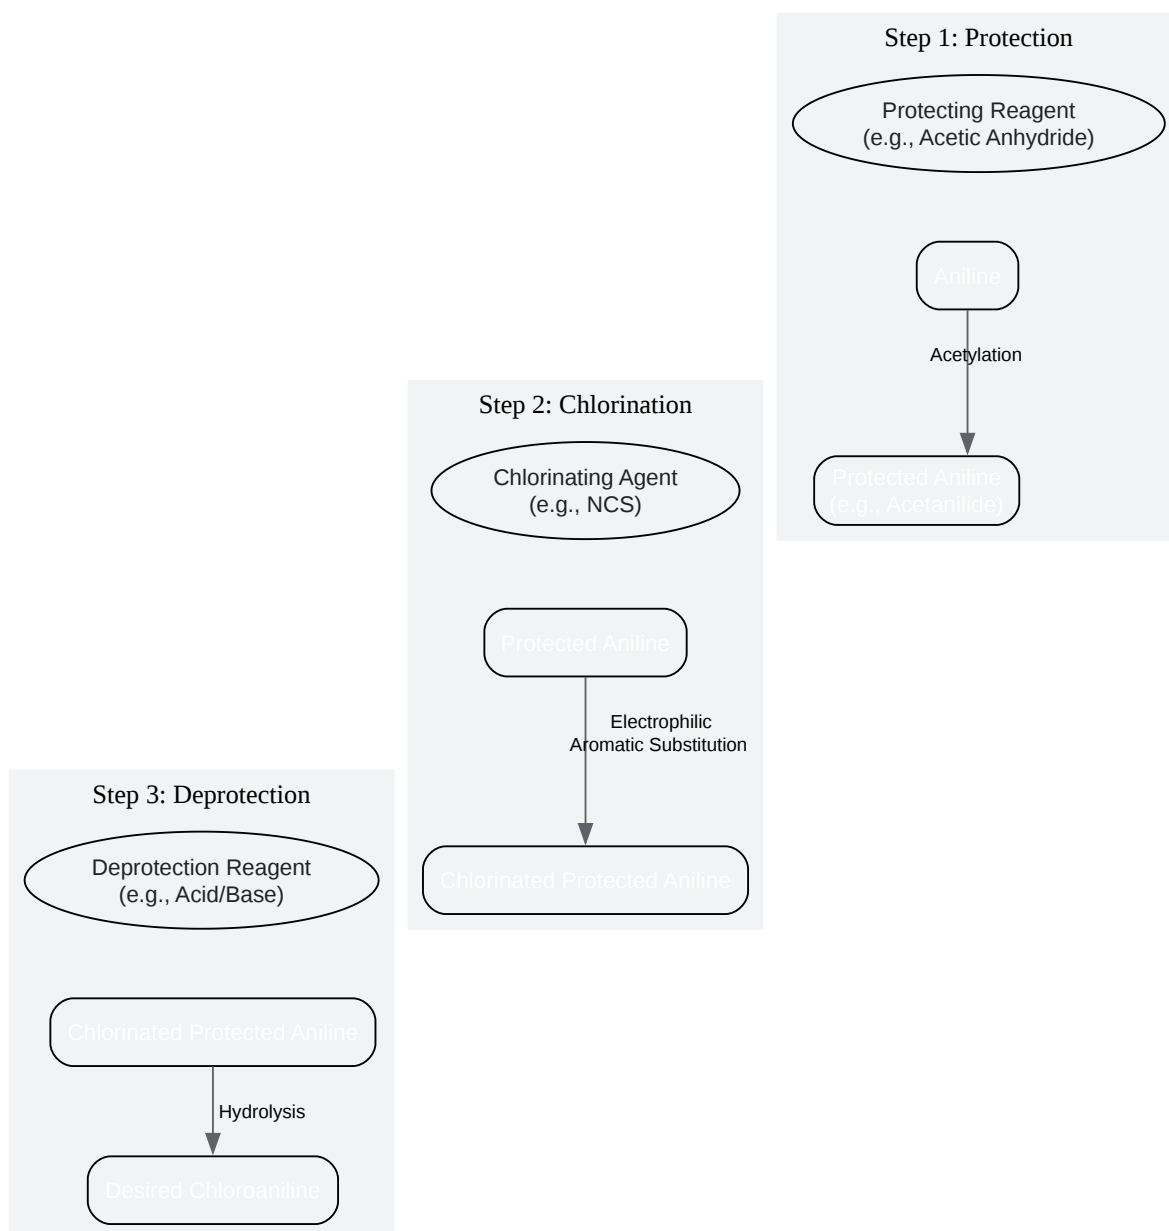 Step 1: Protection
Protecting Reagent
(e.g., Acetic Anhydride)
Aniline
Acetylation
Protected Aniline
(e.g., Acetanilide)
Step 2: Chlorination
Chlorinating Agent
(e.g., NCS)
Protected Aniline
Electrophilic
Aromatic Substitution
Chlorinated Protected Aniline
Step 3: Deprotection
Deprotection Reagent
(e.g., Acid/Base)
Chlorinated Protected Aniline
Hydrolysis
Desired Chloroaniline